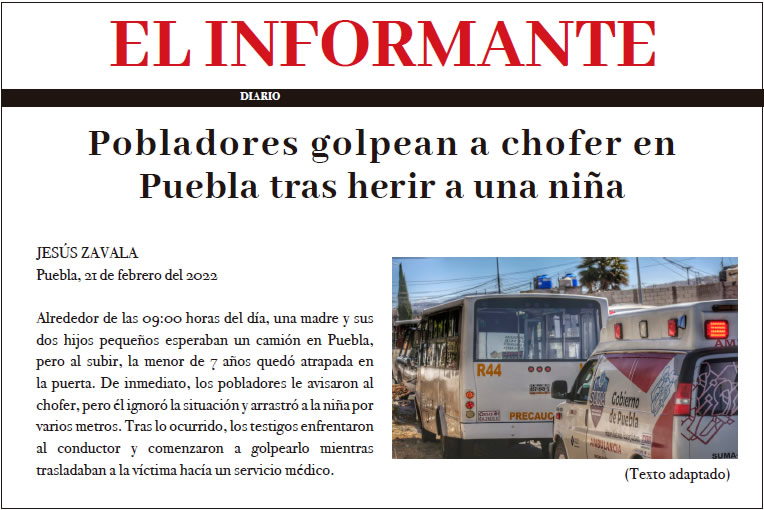 EL INFORMANTE
DIARIO
Pobladores golpean a chofer en
Puebla tras herir a una niña
JESÚS ZAVALA
Puebla, 21 de febrero del 2022
Alrededor de las 09:00 horas del día, una madre y sus
dos hijos pequeños esperaban un camión en Puebla,
pero al subir, la menor de 7 años quedó atrapada en
la puerta. De inmediato, los pobladores le avisaron al
chofer, pero él ignoró la situación y arrastró a la niña por
varios metros. Tras lo ocurrido, los testigos enfrentaron
al conductor y comenzaron a golpearlo mientras
trasladaban a la víctima hacía un servicio médico.
R44
PRECAUC
Gobierno
de Puebla
AMBULANCIA
SUMA
(Texto adaptado)